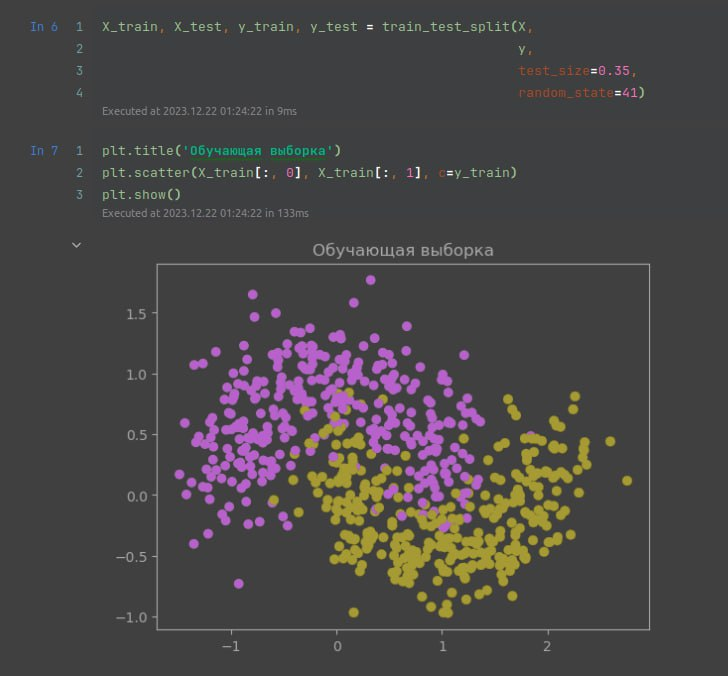 In 6 1 X_train, X_test, y_train, y_test = train_test_split(X,
2 y,
3 test_size=0.35,
4 random_state=41)
Executed at 2023.12.22 01:24:22 in 9ms
In 7 1 plt.title('Обучающая выборка')
2 plt.scatter(X_train[:, 0], X_train[:, 1], c=y_train)
3 plt.show()
Executed at 2023.12.22 01:24:22 in 133ms
Обучающая выборка
1.5
1.0
0.5
0.0
−0.5
−1.0
−1 0 1 2